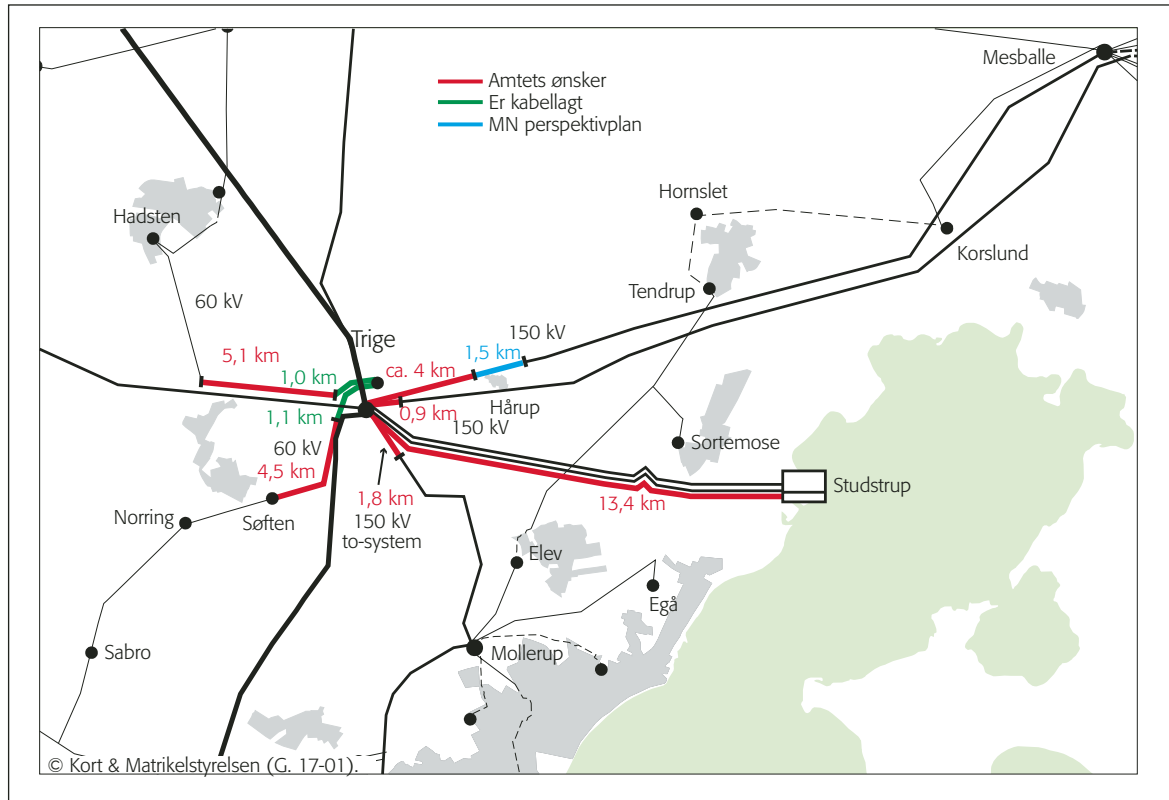 Mesballe
Amtets ønsker
Er kabellagt
MN perspektivplan
Hornslet
Hadsten
Korslund
Tendrup
60 kV
150 kV
Trige
5,1 km
1,5 km
ca. 4 km
1,0 km
Hårup
0,9 km
1,1 km
150 kV
60 kV
Sortemose
4,5 km
Studstrup
1,8 km
13,4 km
Norring
Søften
150 kV
to-system
Elev
Egå
Sabro
Mollerup
© Kort & Matrikelstyrelsen (G. 17-01).